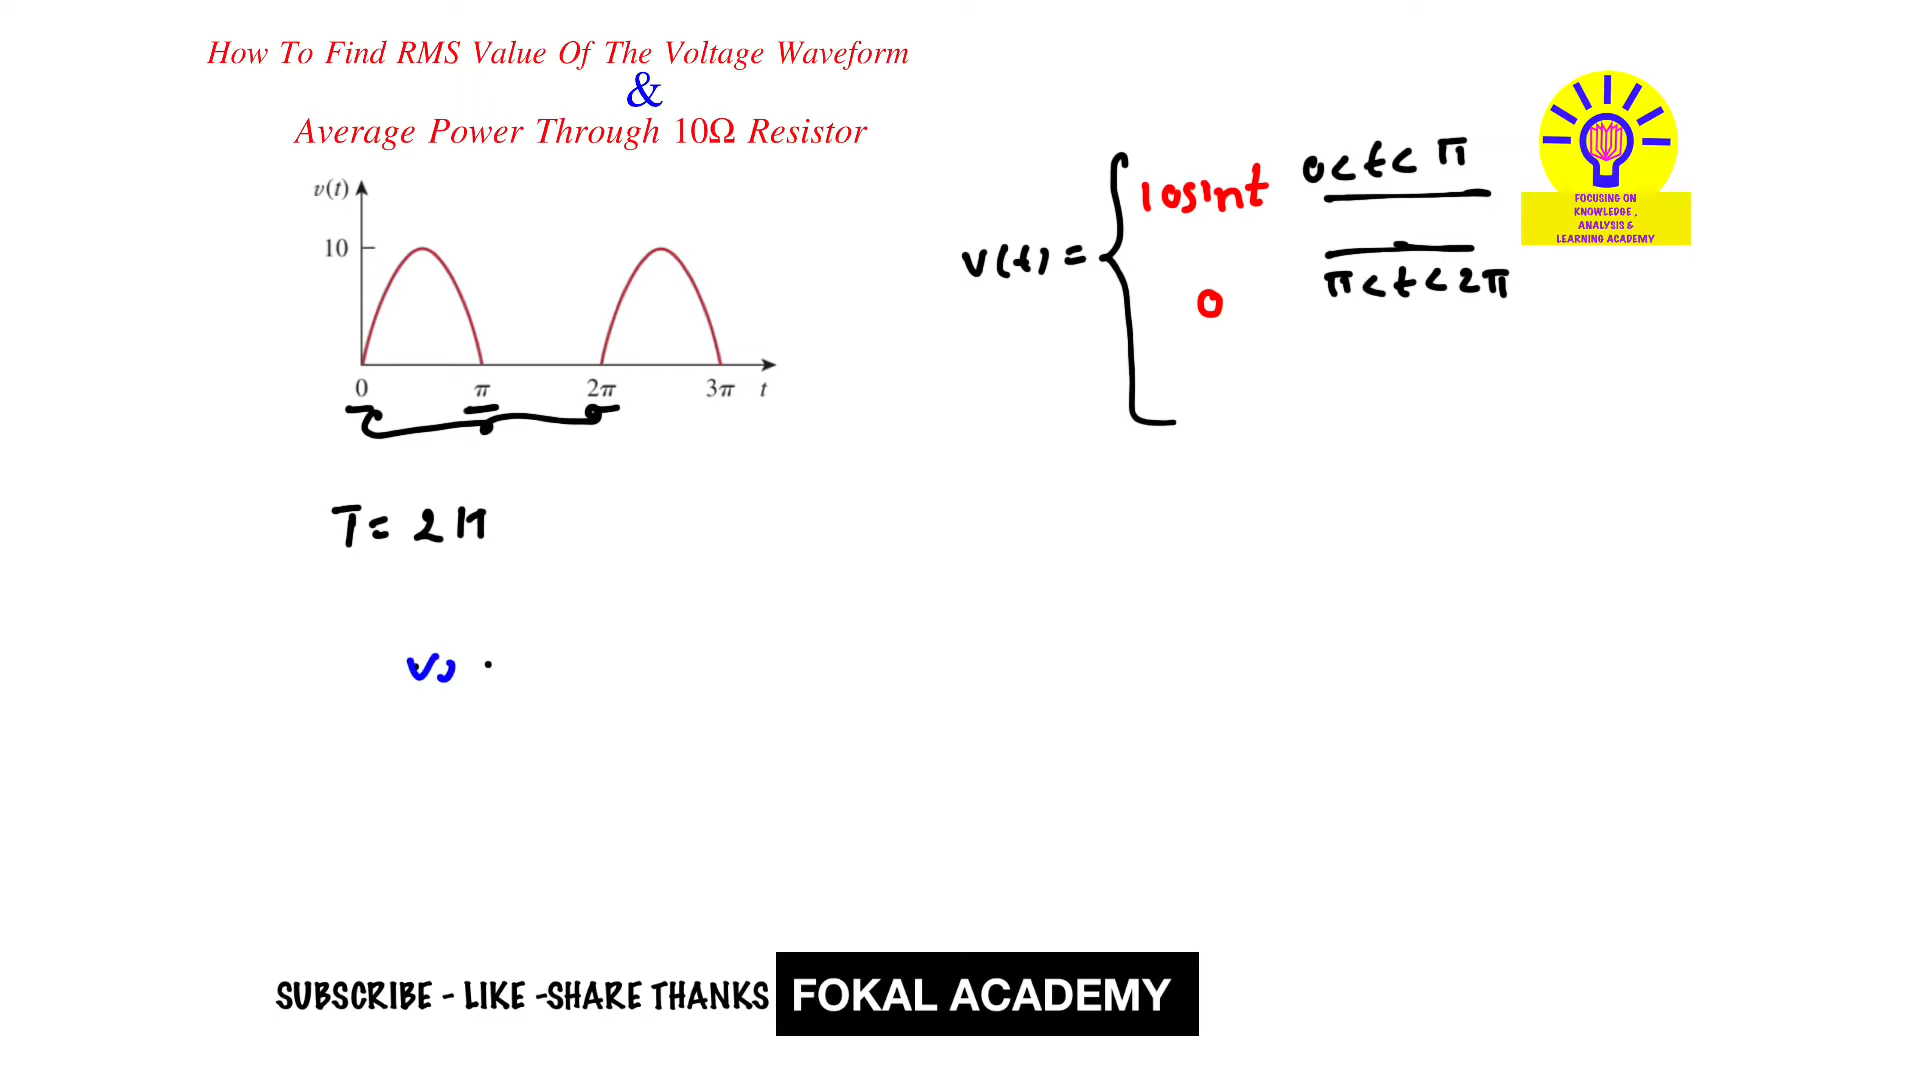 How To Find RMS Value Of The Voltage Waveform
&
Average Power Through 10Ω Resistor
v(t)
10
0 π 2π 3π t
v(t) = { 10sint 0<t<π
0 π<t<2π
FOCUSING ON
KNOWLEDGE ,
ANALYSIS &
LEARNING ACADEMY
T = 2π
SUBSCRIBE - LIKE -SHARE THANKS
FOKAL ACADEMY